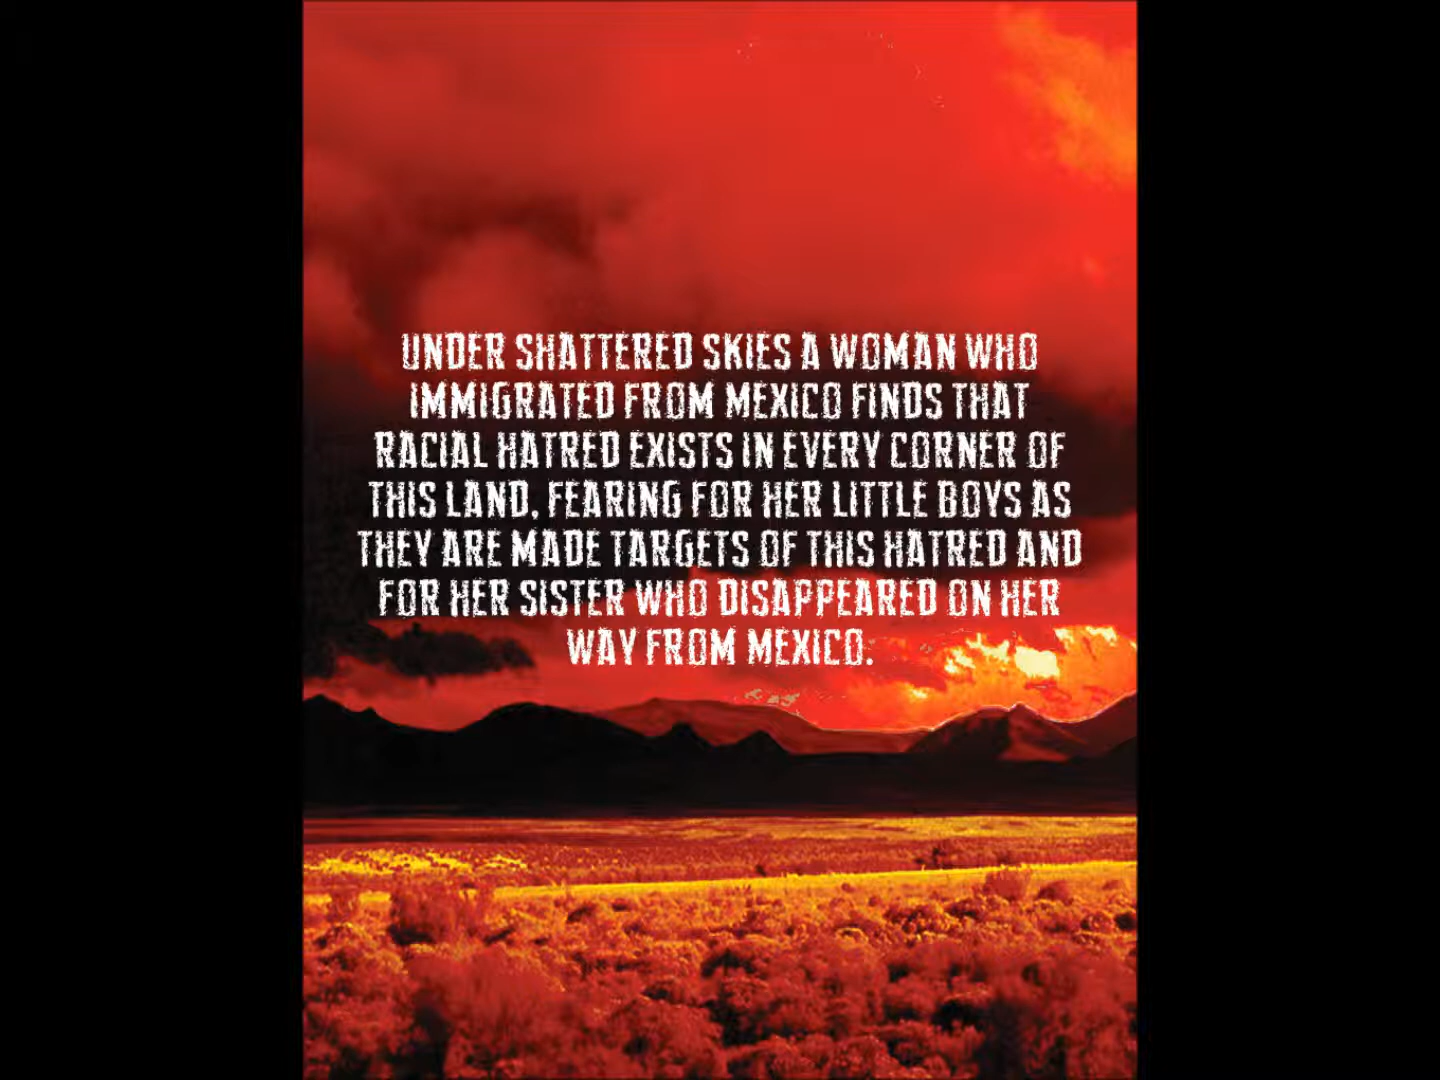 UNDER SHATTERED SKIES A WOMAN WHO
IMMIGRATED FROM MEXICO FINDS THAT
RACIAL HATRED EXISTS IN EVERY CORNER OF
THIS LAND, FEARING FOR HER LITTLE BOYS AS
THEY ARE MADE TARGETS OF THIS HATRED AND
FOR HER SISTER WHO DISAPPEARED ON HER
WAY FROM MEXICO.